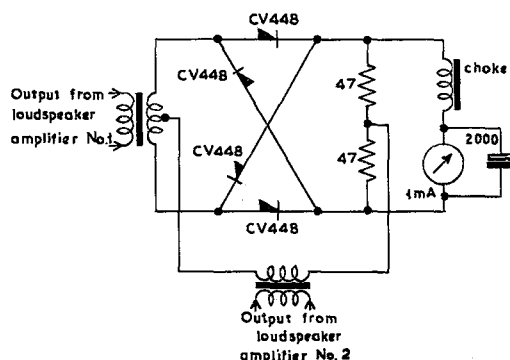 CV448
CV448
CV448
CV448
Output from
loudspeaker
amplifier No.1
47
47
choke
2000
1mA
Output from
loudspeaker
amplifier No. 2